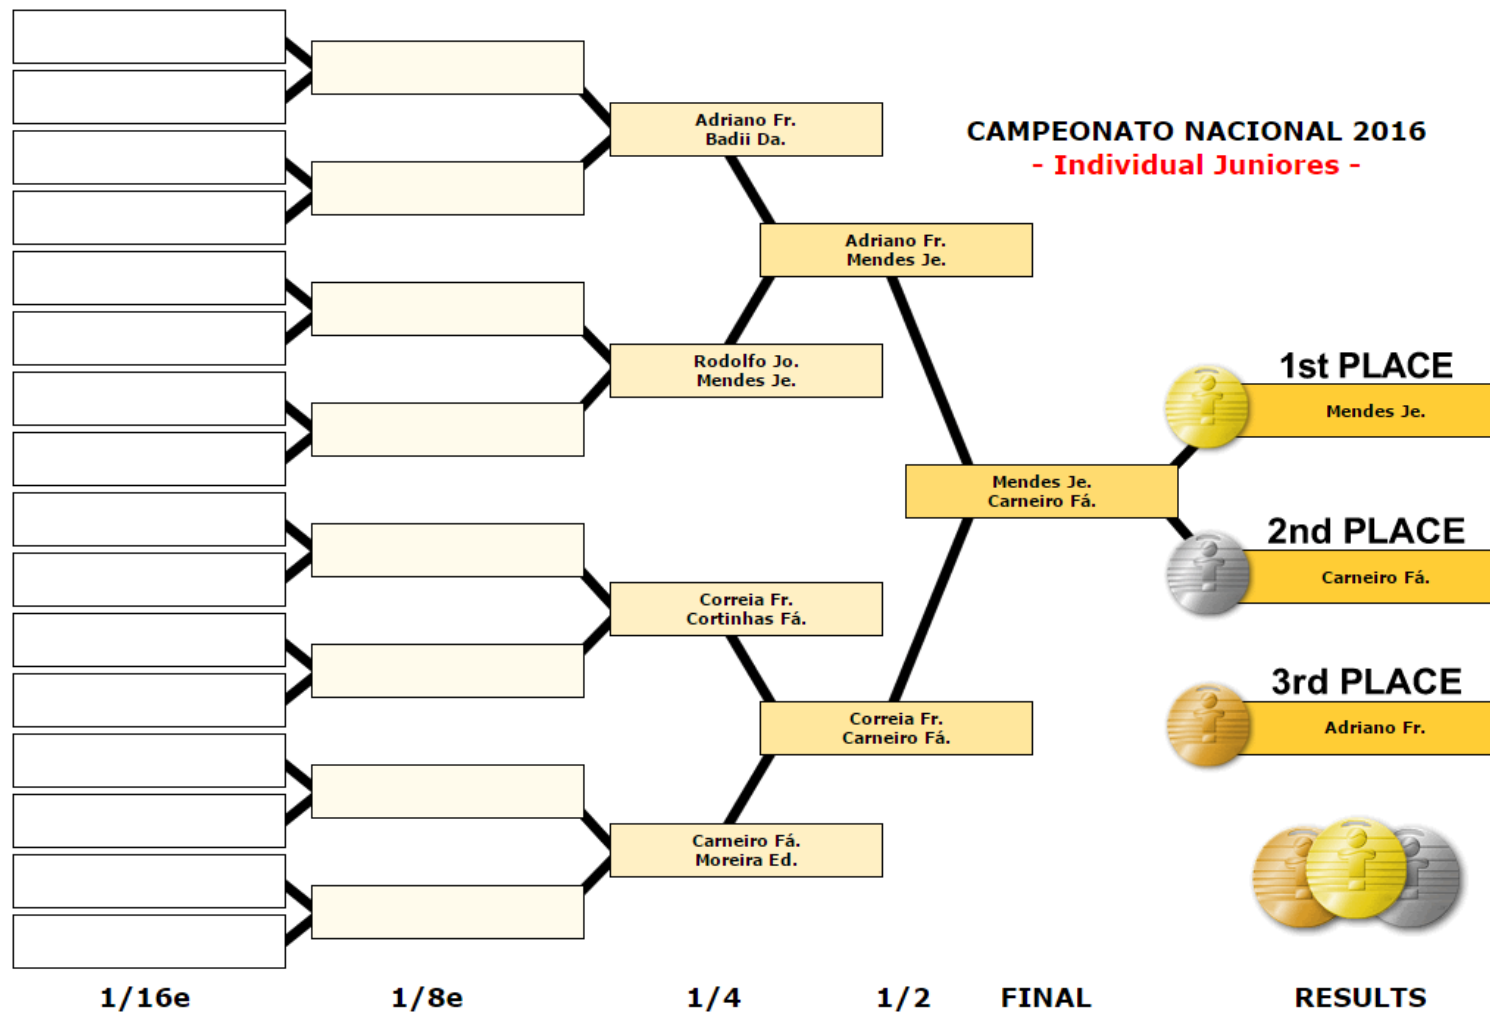 CAMPEONATO NACIONAL 2016
- Individual Juniores -
Adriano Fr.
Badii Da.
Rodolfo Jo.
Mendes Je.
Correia Fr.
Cortinhas Fá.
Carneiro Fá.
Moreira Ed.
Adriano Fr.
Mendes Je.
Correia Fr.
Carneiro Fá.
Mendes Je.
Carneiro Fá.
1st PLACE
Mendes Je.
2nd PLACE
Carneiro Fá.
3rd PLACE
Adriano Fr.
1/16e
1/8e
1/4
1/2
FINAL
RESULTS